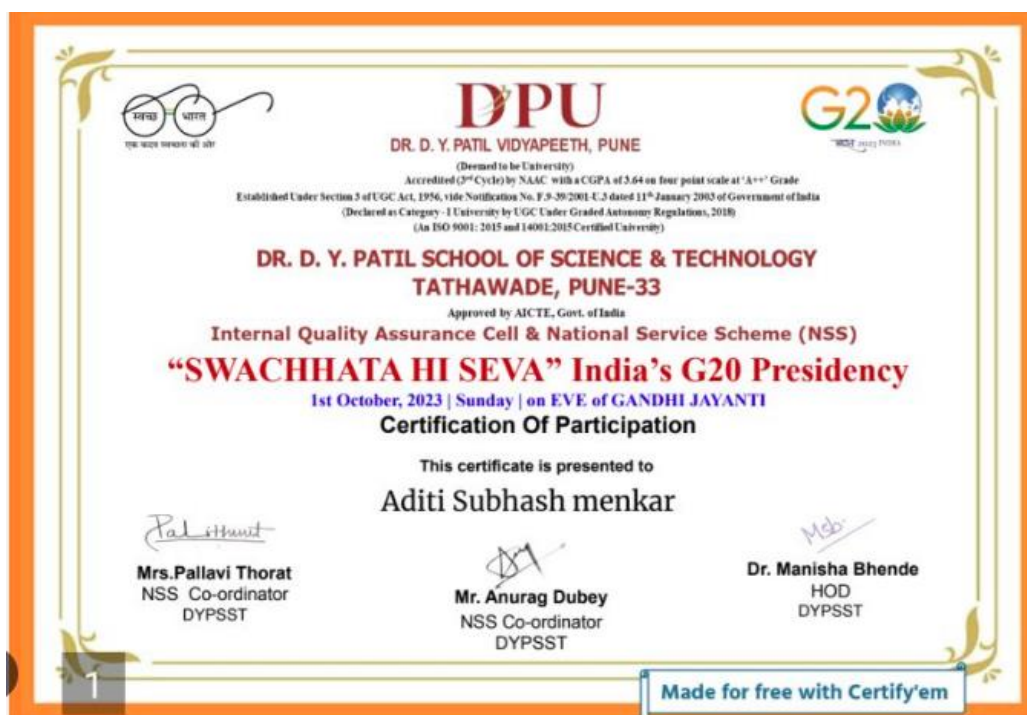 स्वच्छ भारत
एक कदम स्वच्छता की ओर
DPU
DR. D. Y. PATIL VIDYAPEETH, PUNE
(Deemed to be University)
Accredited (3rd Cycle) by NAAC with a CGPA of 3.64 on four point scale at 'A++' Grade
Established Under Section 3 of UGC Act, 1956, vide Notification No. F.9-39/2001-U.3 dated 11th January 2003 of Government of India
(Declared as Category - I University by UGC Under Graded Autonomy Regulations, 2018)
(An ISO 9001: 2015 and 14001:2015 Certified University)
G20
भारत 2023 INDIA
DR. D. Y. PATIL SCHOOL OF SCIENCE & TECHNOLOGY
TATHAWADE, PUNE-33
Approved by AICTE, Govt. of India
Internal Quality Assurance Cell & National Service Scheme (NSS)
“SWACHHATA HI SEVA” India’s G20 Presidency
1st October, 2023 | Sunday | on EVE of GANDHI JAYANTI
Certification Of Participation
This certificate is presented to
Aditi Subhash menkar
Mrs.Pallavi Thorat
NSS Co-ordinator
DYPSST
Mr. Anurag Dubey
NSS Co-ordinator
DYPSST
Dr. Manisha Bhende
HOD
DYPSST
1
Made for free with Certify'em